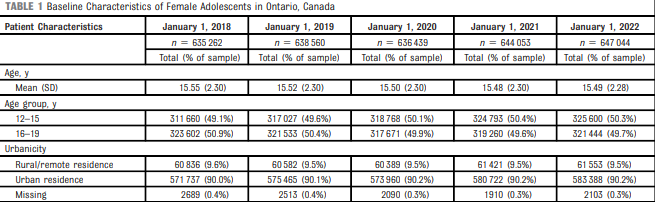 TABLE 1 Baseline Characteristics of Female Adolescents in Ontario, Canada
Patient Characteristics January 1, 2018 January 1, 2019 January 1, 2020 January 1, 2021 January 1, 2022
n = 635 262 n = 638 560 n = 636 439 n = 644 053 n = 647 044
Total (% of sample) Total (% of sample) Total (% of sample) Total (% of sample) Total (% of sample)
Age, y
Mean (SD) 15.55 (2.30) 15.52 (2.30) 15.50 (2.30) 15.48 (2.30) 15.49 (2.28)
Age group, y
12–15 311 660 (49.1%) 317 027 (49.6%) 318 768 (50.1%) 324 793 (50.4%) 325 600 (50.3%)
16–19 323 602 (50.9%) 321 533 (50.4%) 317 671 (49.9%) 319 260 (49.6%) 321 444 (49.7%)
Urbanicity
Rural/remote residence 60 836 (9.6%) 60 582 (9.5%) 60 389 (9.5%) 61 421 (9.5%) 61 553 (9.5%)
Urban residence 571 737 (90.0%) 575 465 (90.1%) 573 960 (90.2%) 580 722 (90.2%) 583 388 (90.2%)
Missing 2689 (0.4%) 2513 (0.4%) 2090 (0.3%) 1910 (0.3%) 2103 (0.3%)